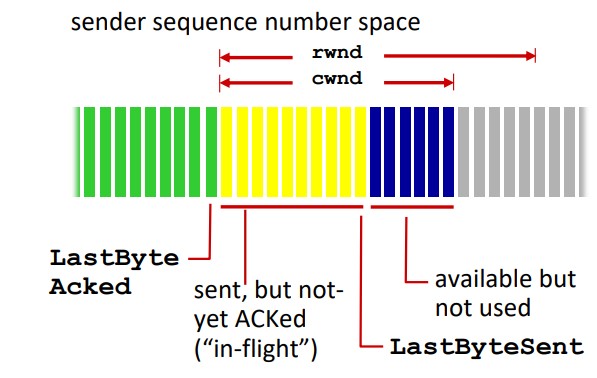 sender sequence number space
rwnd
cwnd
LastByte
Acked
sent, but not-
yet ACKed
("in-flight")
available but
not used
LastByteSent